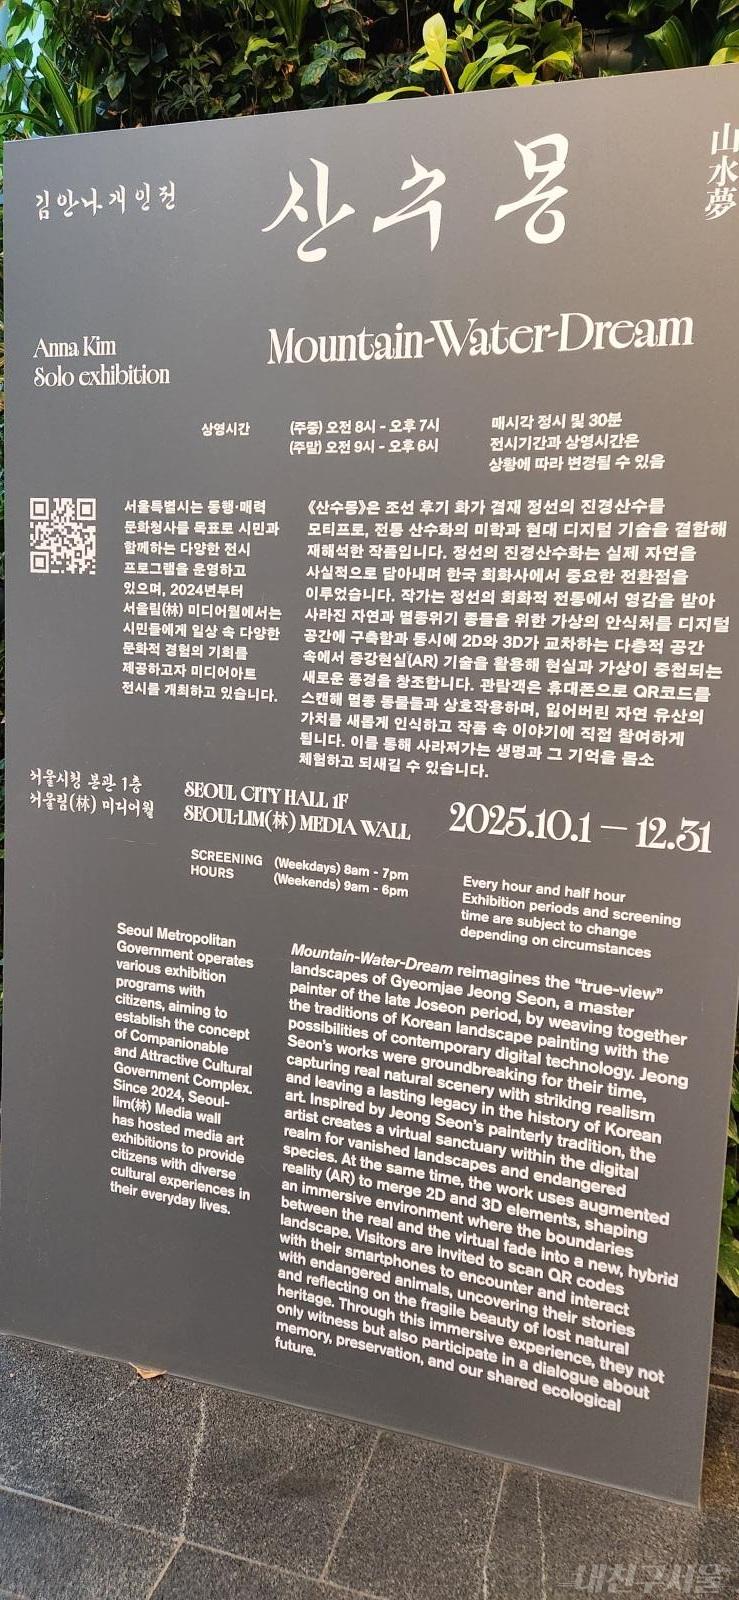 김안나 개인전
산수몽
山水夢
Anna Kim
Solo exhibition
Mountain-Water-Dream
상영시간
(주중) 오전 8시 - 오후 7시
(주말) 오전 9시 - 오후 6시
매시각 정시 및 30분
전시기간과 상영시간은
상황에 따라 변경될 수 있음
서울특별시는 동행·매력
문화청사를 목표로 시민과
함께하는 다양한 전시
프로그램을 운영하고
있으며, 2024년부터
서울림(林) 미디어월에서는
시민들에게 일상 속 다양한
문화적 경험의 기회를
제공하고자 미디어아트
전시를 개최하고 있습니다.
《산수몽》은 조선 후기 화가 겸재 정선의 진경산수를
모티프로, 전통 산수화의 미학과 현대 디지털 기술을 결합해
재해석한 작품입니다. 정선의 진경산수화는 실제 자연을
사실적으로 담아내며 한국 회화사에서 중요한 전환점을
이루었습니다. 작가는 정선의 회화적 전통에서 영감을 받아
사라진 자연과 멸종위기 종들을 위한 가상의 안식처를 디지털
공간에 구축함과 동시에 2D와 3D가 교차하는 다층적 공간
속에서 증강현실(AR) 기술을 활용해 현실과 가상이 중첩되는
새로운 풍경을 창조합니다. 관람객은 휴대폰으로 QR코드를
스캔해 멸종 동물들과 상호작용하며, 잃어버린 자연 유산의
가치를 새롭게 인식하고 작품 속 이야기에 직접 참여하게
됩니다. 이를 통해 사라져가는 생명과 그 기억을 몸소
체험하고 되새길 수 있습니다.
서울시청 본관 1층
서울림(林) 미디어월
SEOUL CITY HALL 1F
SEOUL-LIM(林) MEDIA WALL
2025.10.1 — 12.31
SCREENING
HOURS
(Weekdays) 8am - 7pm
(Weekends) 9am - 6pm
Every hour and half hour
Exhibition periods and screening
time are subject to change
depending on circumstances
Seoul Metropolitan
Government operates
various exhibition
programs with
citizens, aiming to
establish the concept
of Companionable
and Attractive Cultural
Government Complex.
Since 2024, Seoul-
lim(林) Media wall
has hosted media art
exhibitions to provide
citizens with diverse
cultural experiences in
their everyday lives.
Mountain-Water-Dream reimagines the “true-view”
landscapes of Gyeomjae Jeong Seon, a master
painter of the late Joseon period, by weaving together
the traditions of Korean landscape painting with the
possibilities of contemporary digital technology. Jeong
Seon’s works were groundbreaking for their time,
capturing real natural scenery with striking realism
and leaving a lasting legacy in the history of Korean
art. Inspired by Jeong Seon’s painterly tradition, the
artist creates a virtual sanctuary within the digital
realm for vanished landscapes and endangered
species. At the same time, the work uses augmented
reality (AR) to merge 2D and 3D elements, shaping
an immersive environment where the boundaries
between the real and the virtual fade into a new, hybrid
landscape. Visitors are invited to scan QR codes
with their smartphones to encounter and interact
with endangered animals, uncovering their stories
and reflecting on the fragile beauty of lost natural
heritage. Through this immersive experience, they not
only witness but also participate in a dialogue about
memory, preservation, and our shared ecological
future.
내친구서울